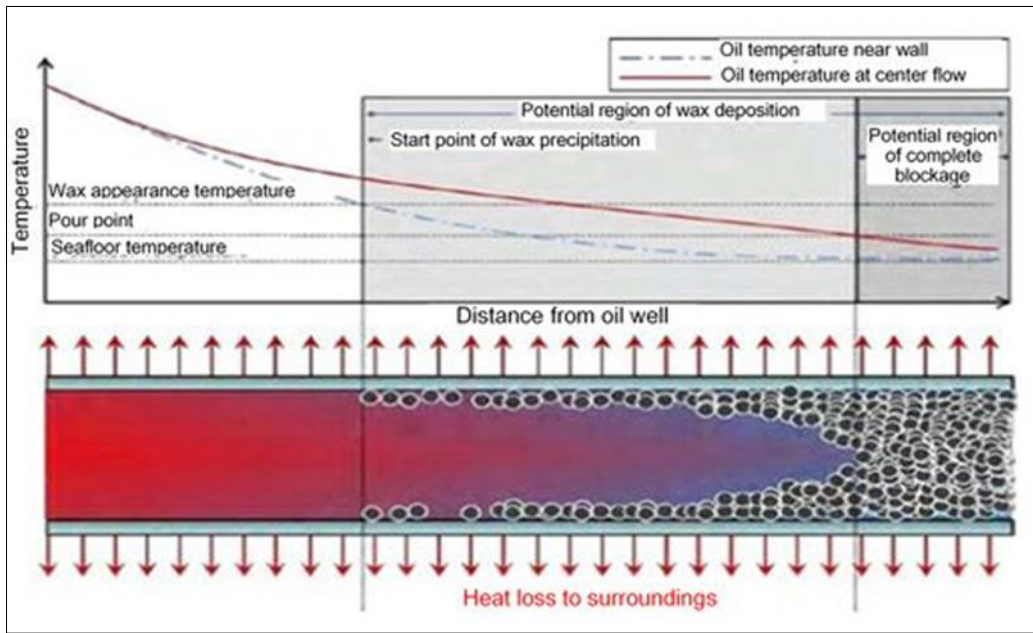 Oil temperature near wall
Oil temperature at center flow
Potential region of wax deposition
Start point of wax precipitation
Potential region
of complete
blockage
Wax appearance temperature
Pour point
Seafloor temperature
Temperature
Distance from oil well
Heat loss to surroundings